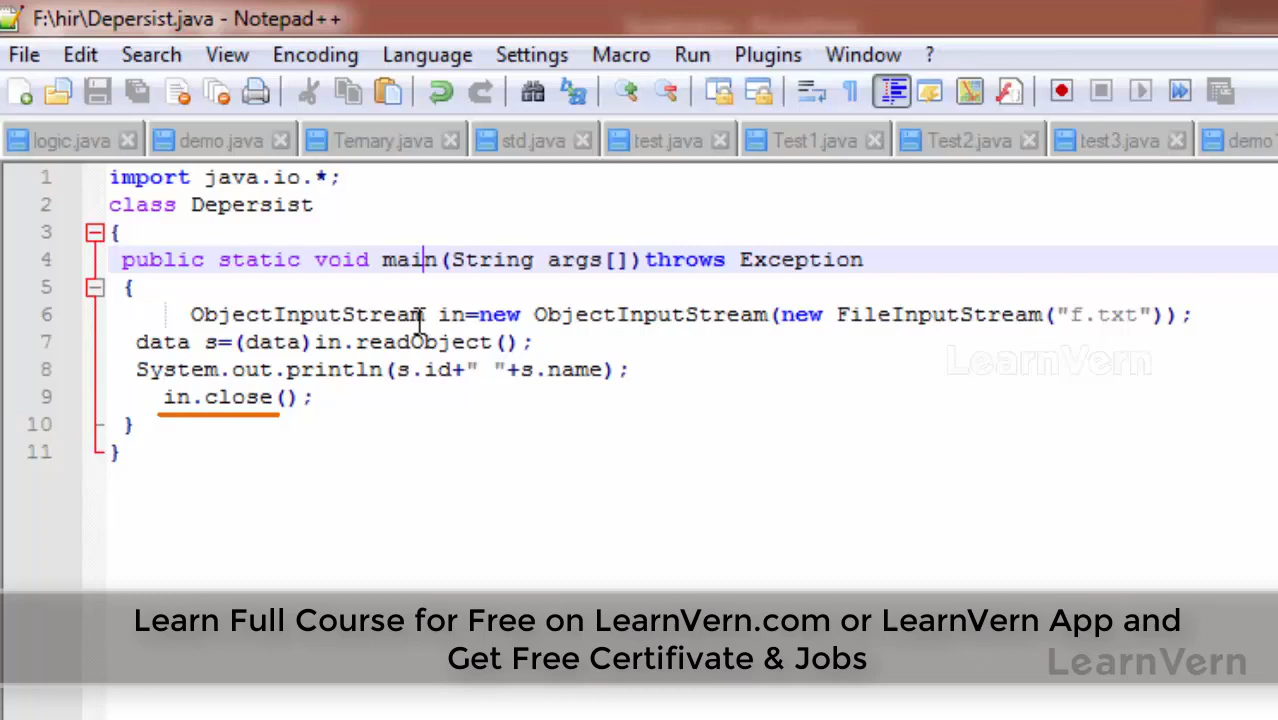 F:\hir\Depersist.java - Notepad++
File Edit Search View Encoding Language Settings Macro Run Plugins Window ?
logic.java demo.java Ternary.java std.java test.java Test1.java Test2.java test3.java demo
1 import java.io.*;
2 class Depersist
3 {
4 public static void main(String args[])throws Exception
5 {
6 ObjectInputStream in=new ObjectInputStream(new FileInputStream("f.txt"));
7 data s=(data)in.readObject();
8 System.out.println(s.id+" "+s.name);
9 in.close();
10 }
11 }
LearnVern
Learn Full Course for Free on LearnVern.com or LearnVern App and
Get Free Certifivate & Jobs
LearnVern